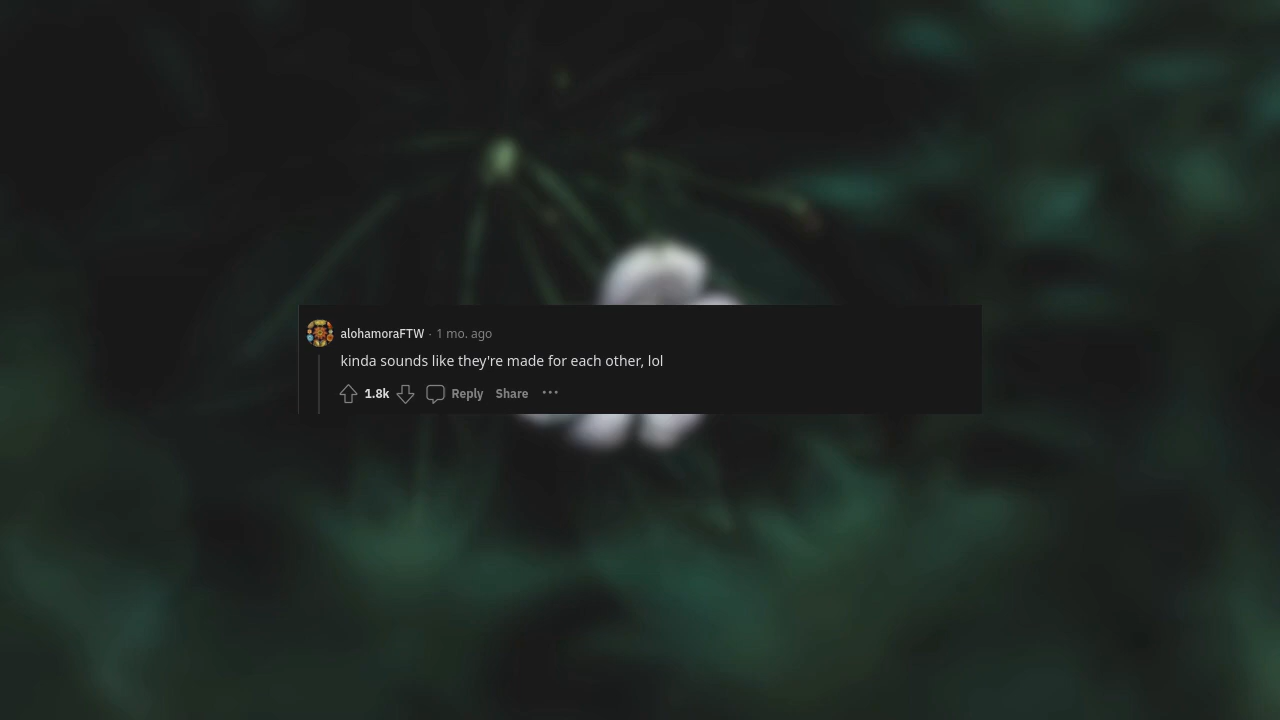 alohamoraFTW · 1 mo. ago
kinda sounds like they're made for each other, lol
1.8k Reply Share ···